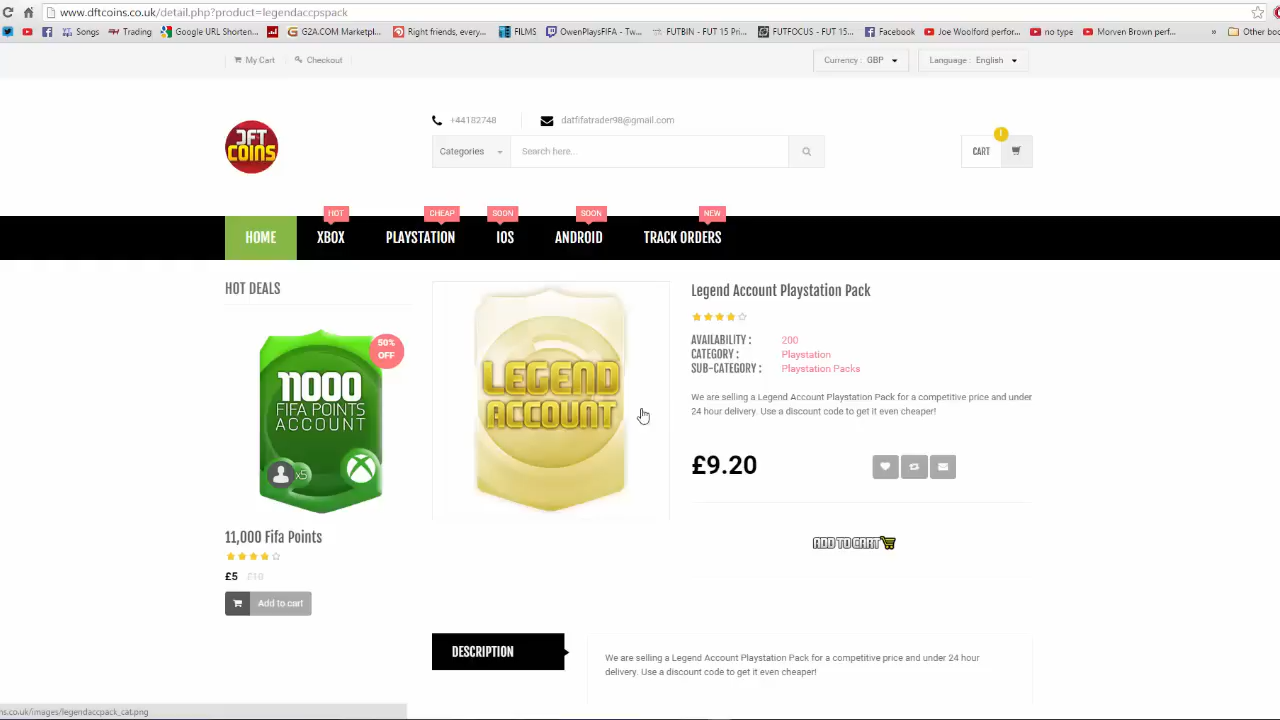 www.dftcoins.co.uk/detail.php?product=legendaccpspack
Songs Trading Google URL Shorten... G2A.COM Marketpl... Right friends, every... FILMS OwenPlaysFIFA - Tw... FUTBIN - FUT 15 Pri... FUTFOCUS - FUT 15... Facebook Joe Woolford perfor... no type Morven Brown perf... » Other boo
My Cart Checkout Currency : GBP Language : English
+44182748 datfifatrader98@gmail.com
DFT COINS
Categories Search here... CART !
HOT CHEAP SOON SOON NEW
HOME XBOX PLAYSTATION IOS ANDROID TRACK ORDERS
HOT DEALS
50% OFF
11000
FIFA POINTS
ACCOUNT
x5
11,000 Fifa Points
£5 £10
Add to cart
LEGEND
ACCOUNT
Legend Account Playstation Pack
AVAILABILITY : 200
CATEGORY : Playstation
SUB-CATEGORY : Playstation Packs
We are selling a Legend Account Playstation Pack for a competitive price and under
24 hour delivery. Use a discount code to get it even cheaper!
£9.20
ADD TO CART
DESCRIPTION
We are selling a Legend Account Playstation Pack for a competitive price and under 24 hour
delivery. Use a discount code to get it even cheaper!
ns.co.uk/images/legendaccpack_cat.png